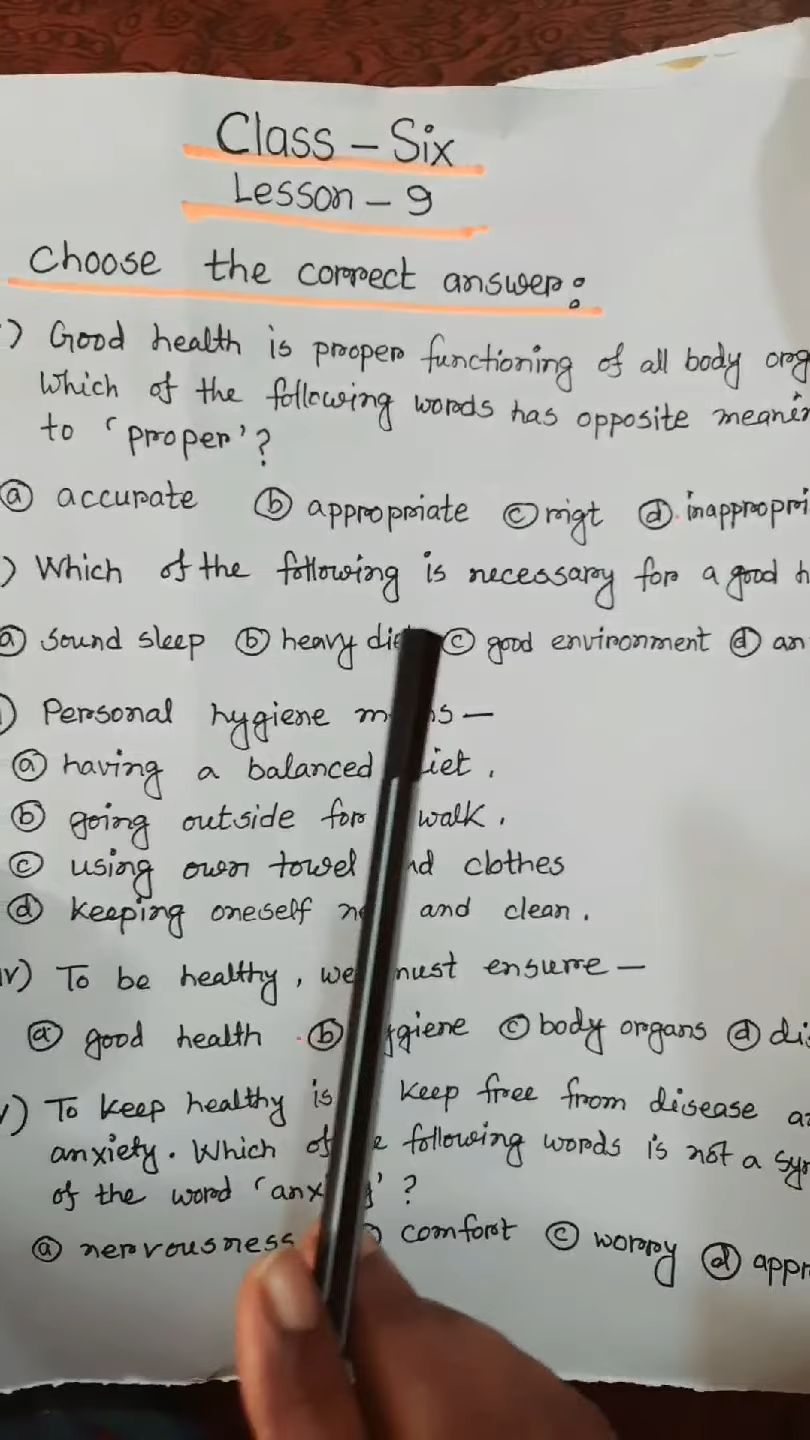 Class - Six
Lesson - 9
Choose the correct answer:
) Good health is proper functioning of all body
Which of the following words has opposite
to 'proper'?
ⓐ accurate ⓑ appropriate ⓒ rigt ⓓ
) Which of the following is necessary for a good
ⓐ sound sleep ⓑ heavy ⓒ good environment ⓓ an
) Personal hygiene —
ⓐ having a balanced
ⓑ going outside for walk.
ⓒ using own towel clothes
ⓓ keeping oneself and clean.
iv) To be healthy, we must ensure —
ⓐ good health ⓑ ⓒ body organs ⓓ
v) To keep healthy is keep free from disease
anxiety. Which following words is not a
of the word ?
ⓐ nervousness comfort ⓒ worry ⓓ